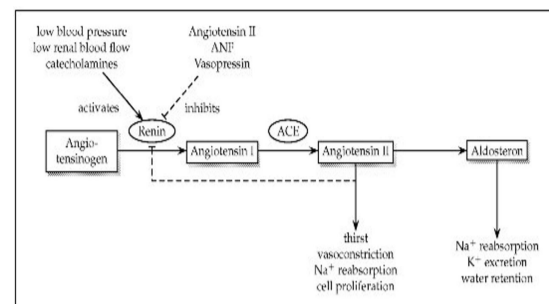 low blood pressure
low renal blood flow
catecholamines
Angiotensin II
ANF
Vasopressin
activates
inhibits
Renin
ACE
Angio-
tensinogen
Angiotensin I
Angiotensin II
Aldosteron
thirst
vasoconstriction
Na⁺ reabsorption
cell proliferation
Na⁺ reabsorption
K⁺ excretion
water retention